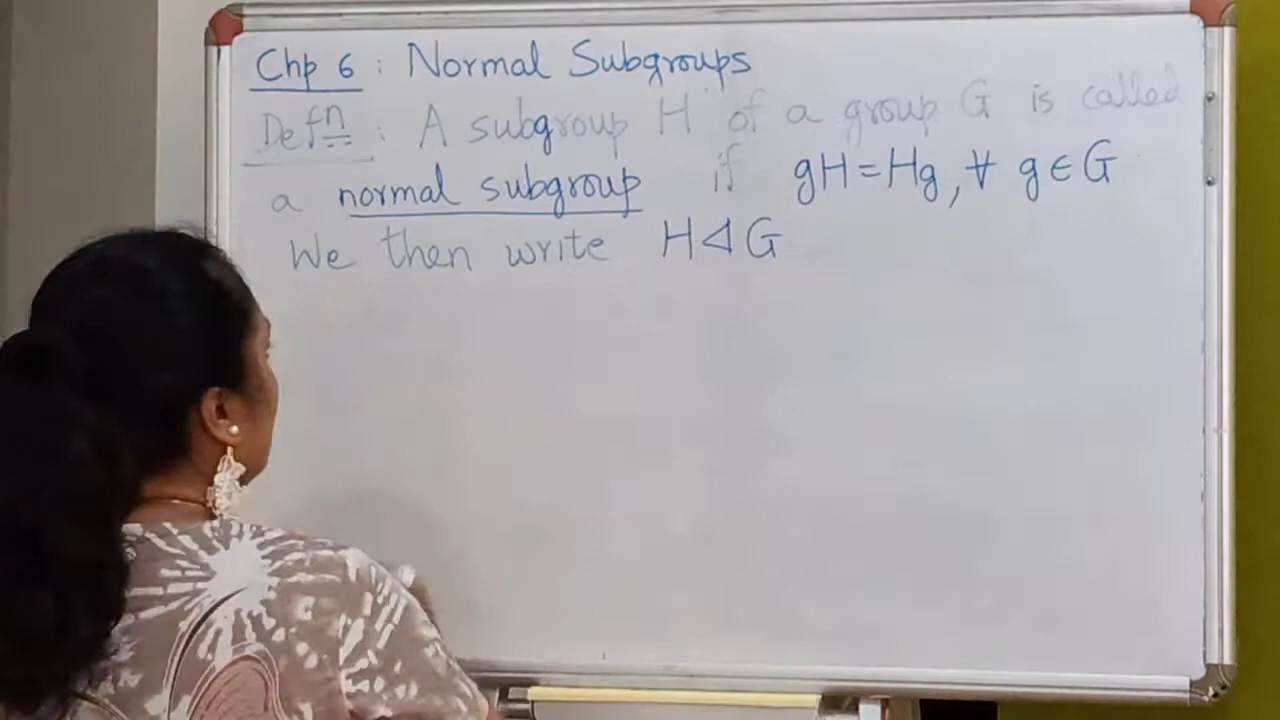 Chp 6 : Normal Subgroups
Defn : A subgroup H of a group G is called
a normal subgroup if gH = Hg, ∀ g ∈ G
We then write H ⊲ G